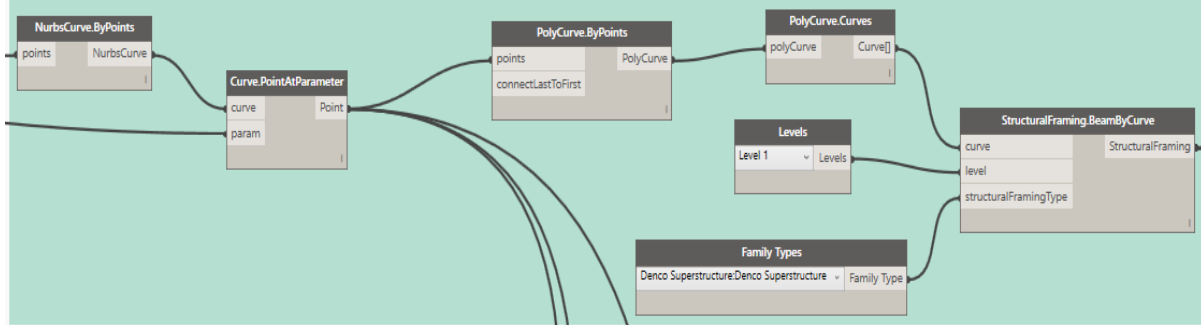 NurbsCurve.ByPoints
points NurbsCurve
Curve.PointAtParameter
curve Point
param
PolyCurve.ByPoints
points PolyCurve
connectLastToFirst
PolyCurve.Curves
polyCurve Curve[]
Levels
Level 1 Levels
Family Types
Denco Superstructure:Denco Superstructure Family Type
StructuralFraming.BeamByCurve
curve StructuralFraming
level
structuralFramingType